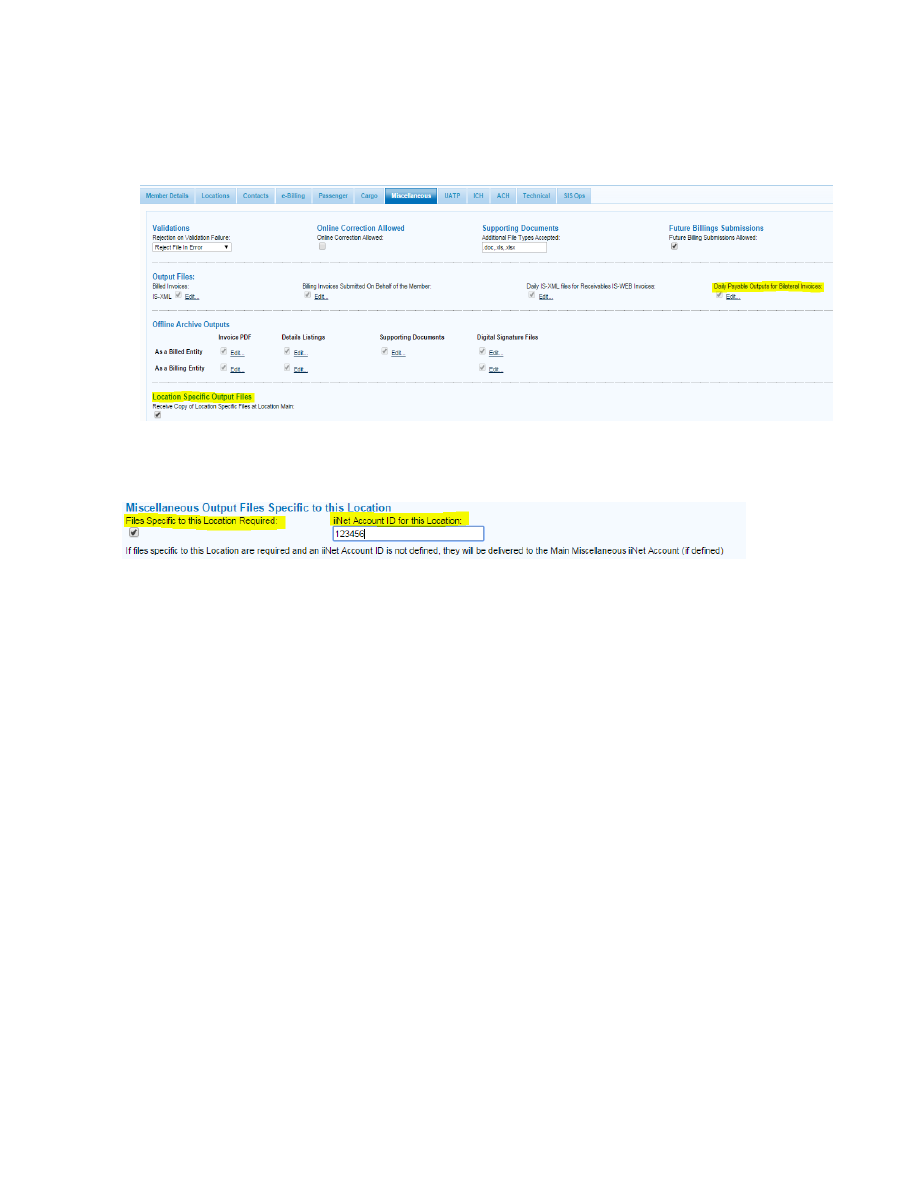 Member Details Locations Contacts e-Billing Passenger Cargo Miscellaneous UATP ICH ACH Technical SIS Ops
Validations Online Correction Allowed Supporting Documents Future Billings Submissions
Rejection on Validation Failure: Online Correction Allowed: Additional File Types Accepted: Future Billing Submissions Allowed:
Reject File In Error doc,xls,xlsx
Output Files:
Billed Invoices: Billing Invoices Submitted On Behalf of the Member: Daily IS-XML files for Receivables IS-WEB Invoices: Daily Payable Outputs for Bilateral Invoices:
IS-XML Edit... Edit... Edit... Edit...
Offline Archive Outputs
Invoice PDF Details Listings Supporting Documents Digital Signature Files
As a Billed Entity Edit... Edit... Edit... Edit...
As a Billing Entity Edit... Edit... Edit...
Location Specific Output Files
Receive Copy of Location Specific Files at Location Main:
Miscellaneous Output Files Specific to this Location
Files Specific to this Location Required: iiNet Account ID for this Location:
123456
If files specific to this Location are required and an iiNet Account ID is not defined, they will be delivered to the Main Miscellaneous iiNet Account (if defined)